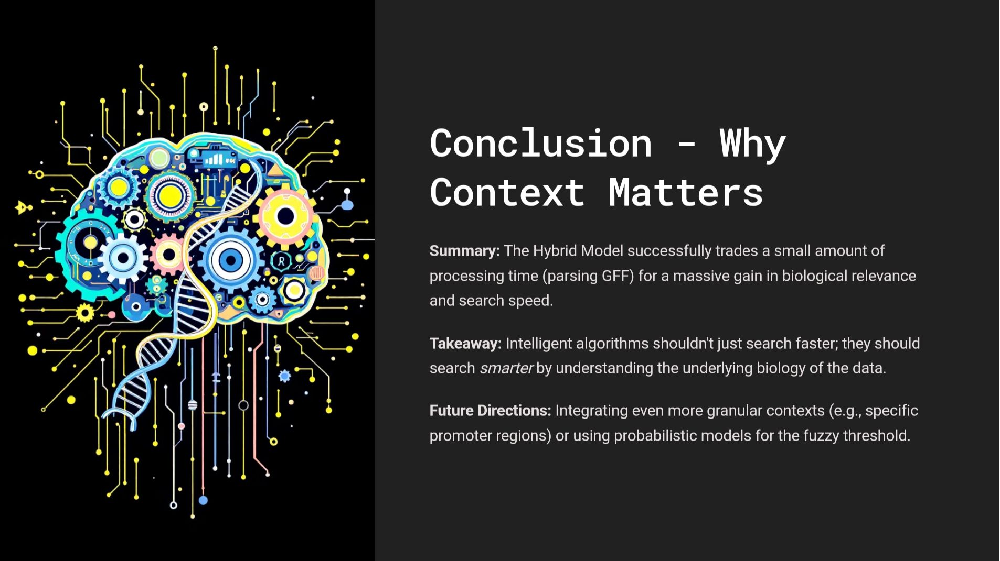 Conclusion - Why
Context Matters
Summary: The Hybrid Model successfully trades a small amount of
processing time (parsing GFF) for a massive gain in biological relevance
and search speed.
Takeaway: Intelligent algorithms shouldn't just search faster; they should
search smarter by understanding the underlying biology of the data.
Future Directions: Integrating even more granular contexts (e.g., specific
promoter regions) or using probabilistic models for the fuzzy threshold.
R